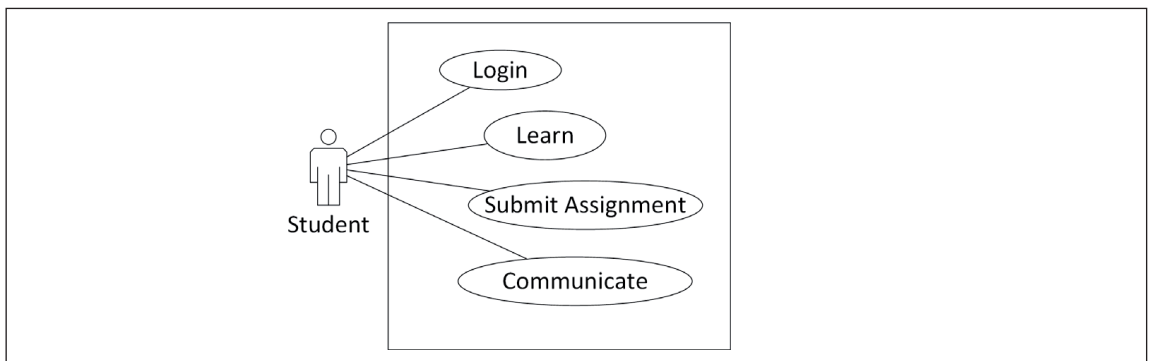 Login
Learn
Submit Assignment
Student
Communicate